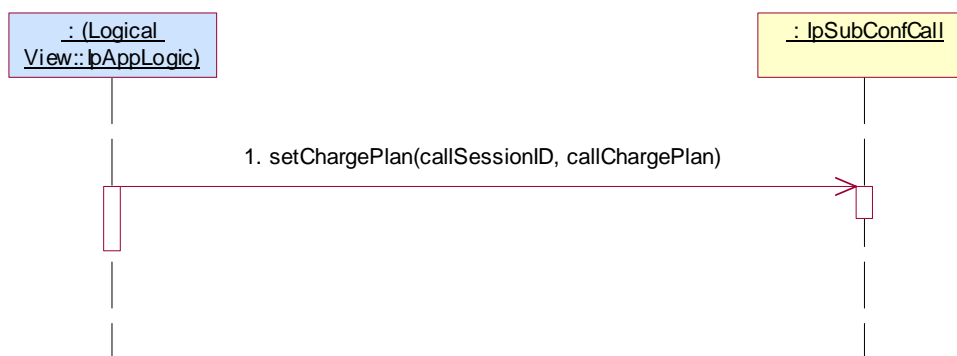 : (Logical
View::IpAppLogic)
: IpSubConfCall
1. setChargePlan(callSessionID, callChargePlan)